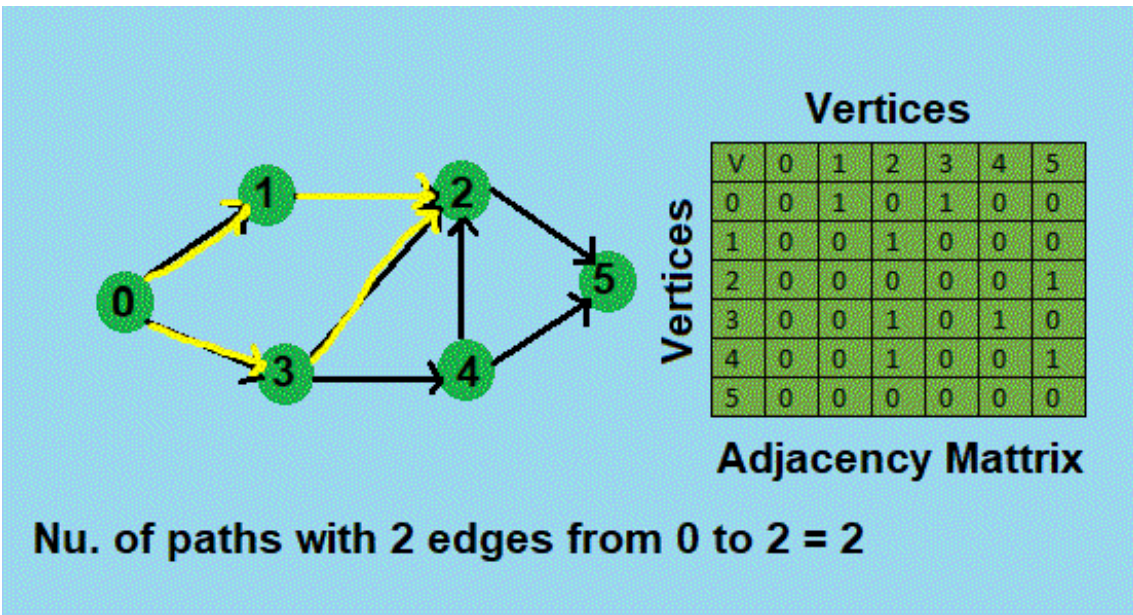 1
2
0
5
3
4
Vertices
Vertices
V 0 1 2 3 4 5
0 0 1 0 1 0 0
1 0 0 1 0 0 0
2 0 0 0 0 0 1
3 0 0 1 0 1 0
4 0 0 1 0 0 1
5 0 0 0 0 0 0
Adjacency Mattrix
Nu. of paths with 2 edges from 0 to 2 = 2